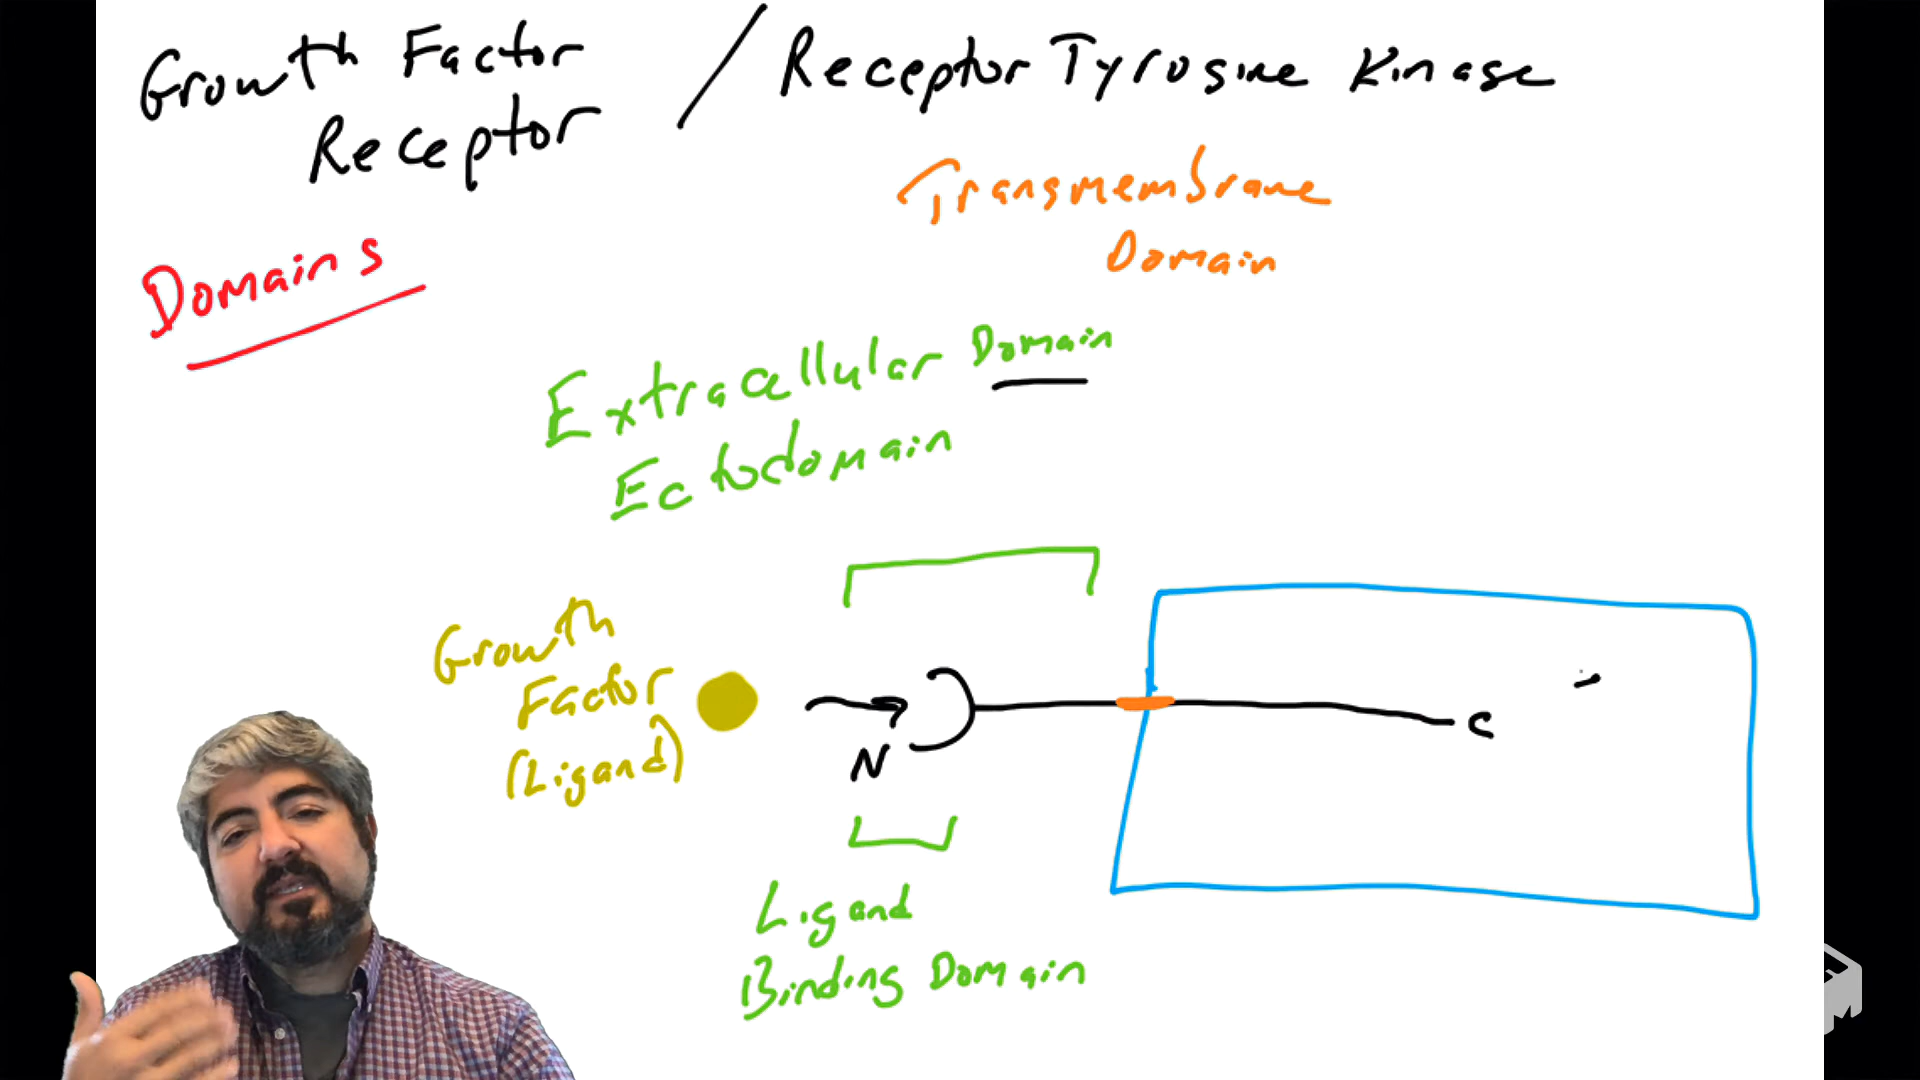 Growth Factor / Receptor Tyrosine Kinase
Receptor
Transmembrane
Domain
Domains
Extracellular Domain
Ectodomain
Growth
Factor
(Ligand)
N
C
Ligand
Binding Domain